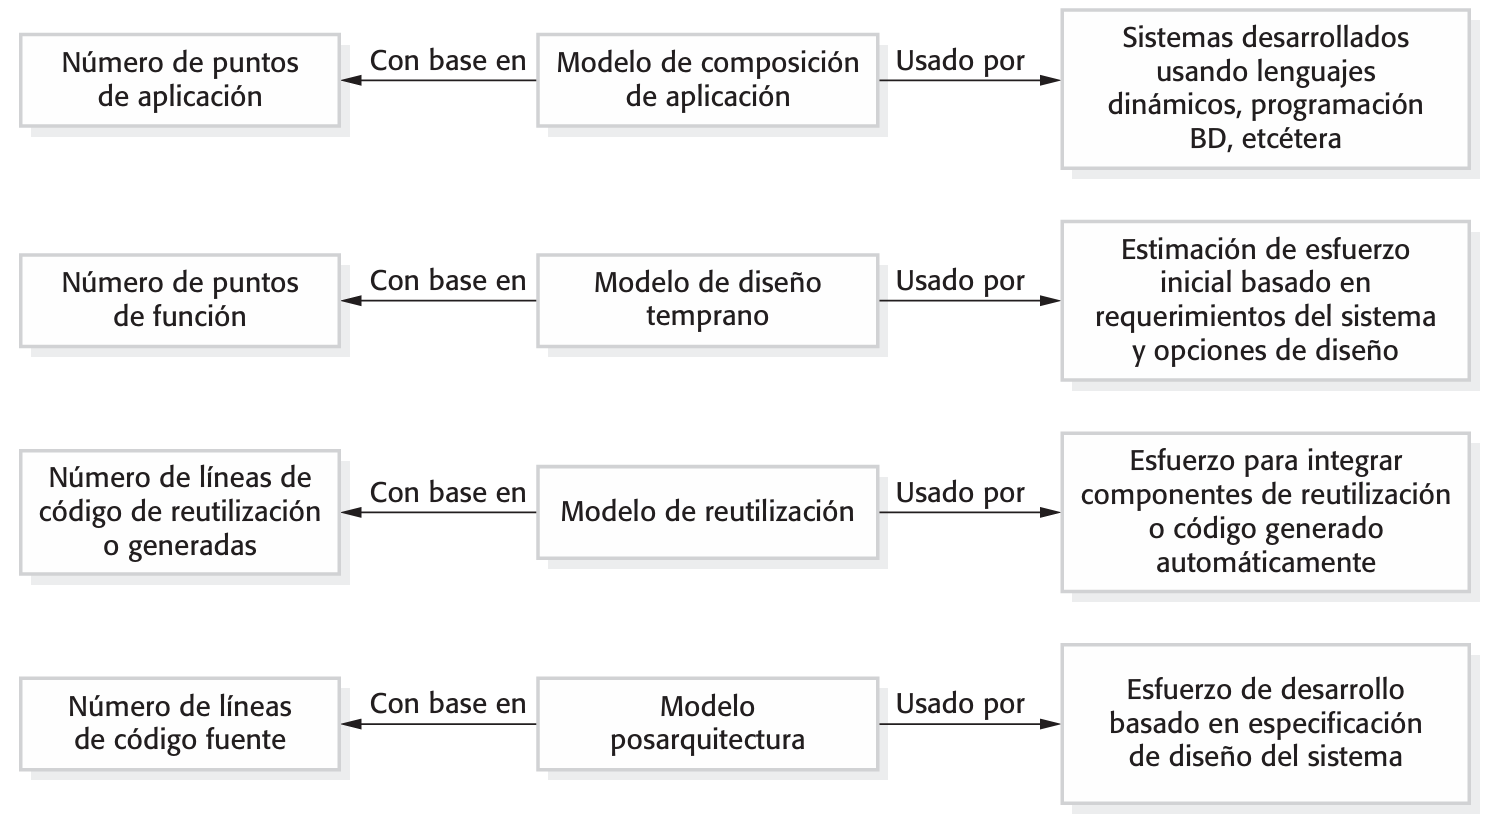 Número de puntos
de aplicación
Con base en
Modelo de composición
de aplicación
Usado por
Sistemas desarrollados
usando lenguajes
dinámicos, programación
BD, etcétera
Número de puntos
de función
Con base en
Modelo de diseño
temprano
Usado por
Estimación de esfuerzo
inicial basado en
requerimientos del sistema
y opciones de diseño
Número de líneas de
código de reutilización
o generadas
Con base en
Modelo de reutilización
Usado por
Esfuerzo para integrar
componentes de reutilización
o código generado
automáticamente
Número de líneas
de código fuente
Con base en
Modelo
posarquitectura
Usado por
Esfuerzo de desarrollo
basado en especificación
de diseño del sistema